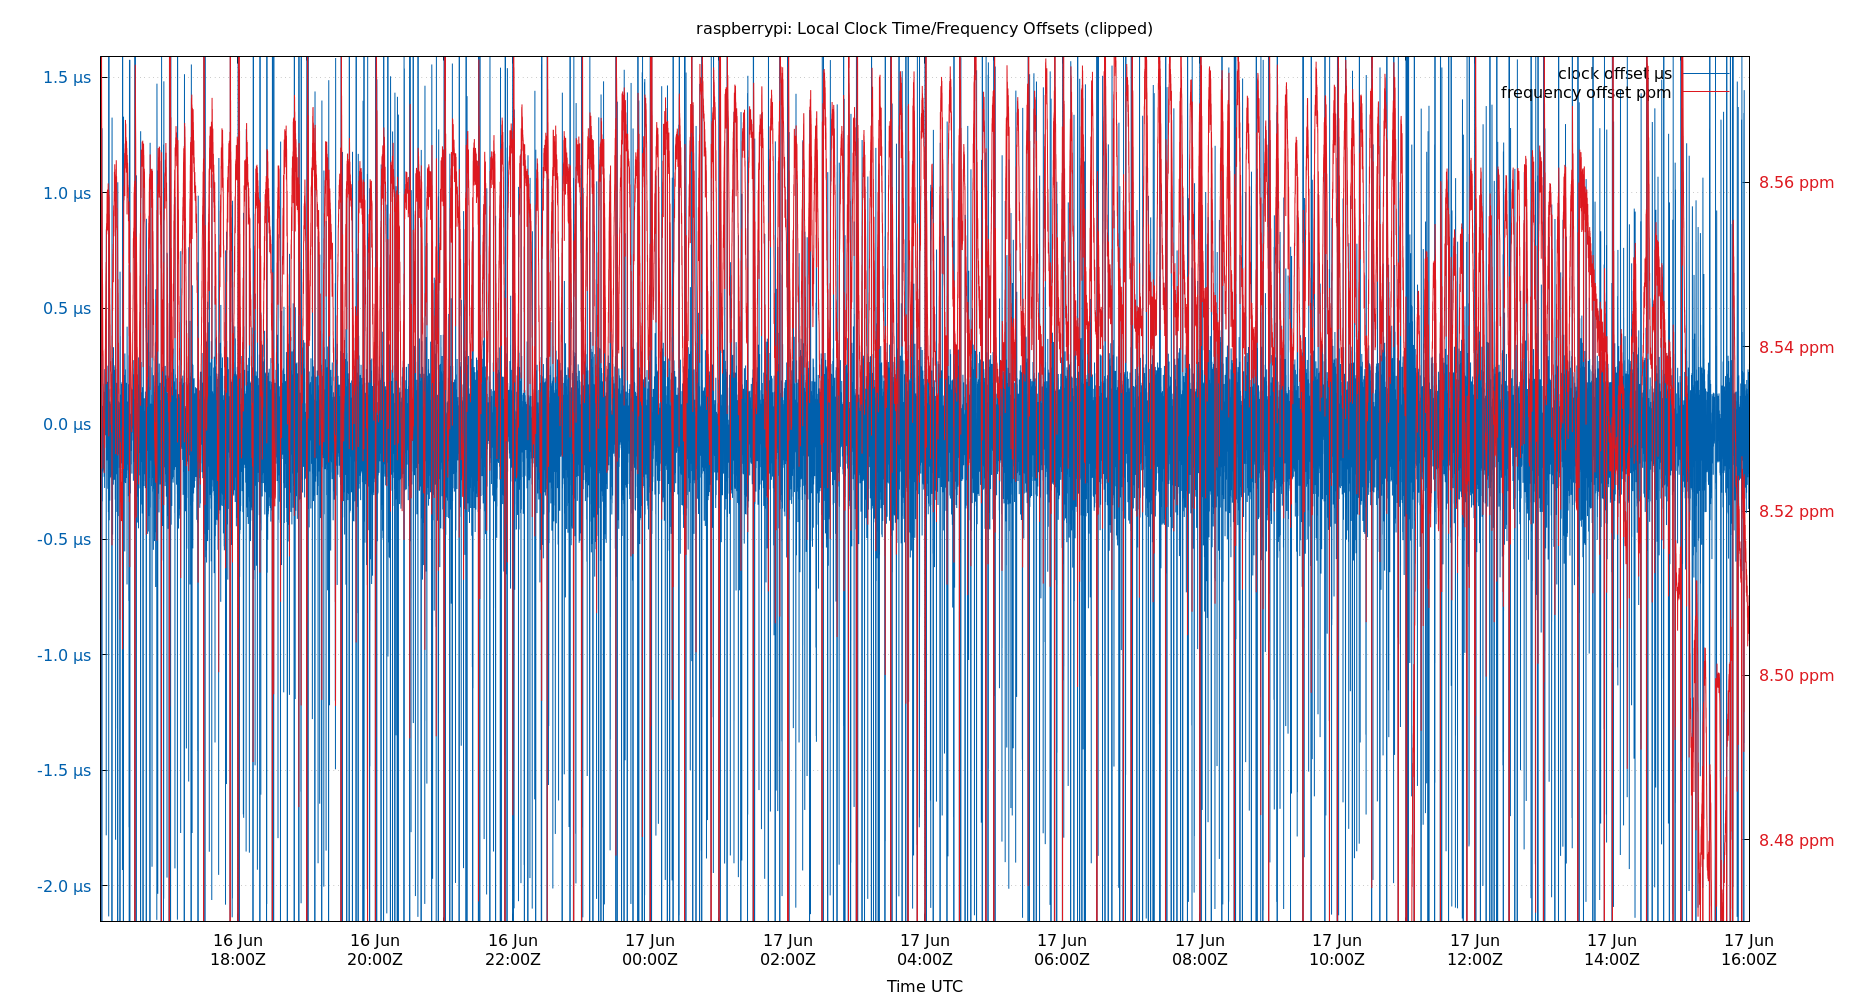 raspberrypi: Local Clock Time/Frequency Offsets (clipped)
clock offset µs
frequency offset ppm
1.5 µs
1.0 µs
0.5 µs
0.0 µs
-0.5 µs
-1.0 µs
-1.5 µs
-2.0 µs
8.56 ppm
8.54 ppm
8.52 ppm
8.50 ppm
8.48 ppm
16 Jun 16 Jun 16 Jun 17 Jun 17 Jun 17 Jun 17 Jun 17 Jun 17 Jun 17 Jun 17 Jun 17 Jun
18:00Z 20:00Z 22:00Z 00:00Z 02:00Z 04:00Z 06:00Z 08:00Z 10:00Z 12:00Z 14:00Z 16:00Z
Time UTC